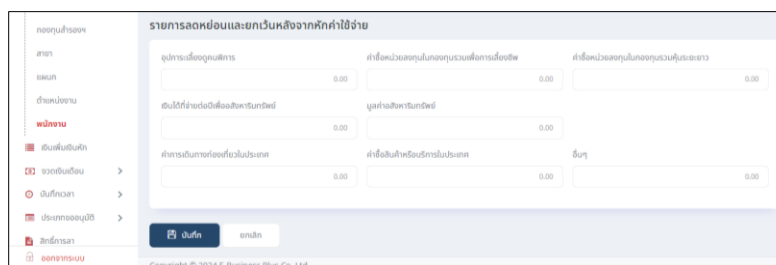 กองทุนสำรองฯ
สาขา
แผนก
ตำแหน่งงาน
พนักงาน
เงินเพิ่มเงินหัก
งวดเงินเดือน
บันทึกเวลา
ประเภทขออนุมัติ
สิทธิ์การลา
ออกจากระบบ
รายการลดหย่อนและยกเว้นหลังจากหักค่าใช้จ่าย
อุปการะเลี้ยงดูคนพิการ ค่าซื้อหน่วยลงทุนในกองทุนรวมเพื่อการเลี้ยงชีพ ค่าซื้อหน่วยลงทุนในกองทุนรวมหุ้นระยะยาว
0.00 0.00 0.00
เงินได้ที่จ่ายต่อปีเพื่ออสังหาริมทรัพย์ มูลค่าอสังหาริมทรัพย์
0.00 0.00
ค่าการเดินทางท่องเที่ยวในประเทศ ค่าซื้อสินค้าหรือบริการในประเทศ อื่นๆ
0.00 0.00 0.00
บันทึก ยกเลิก
Copyright © 2024 E-Business Plus Co., Ltd.